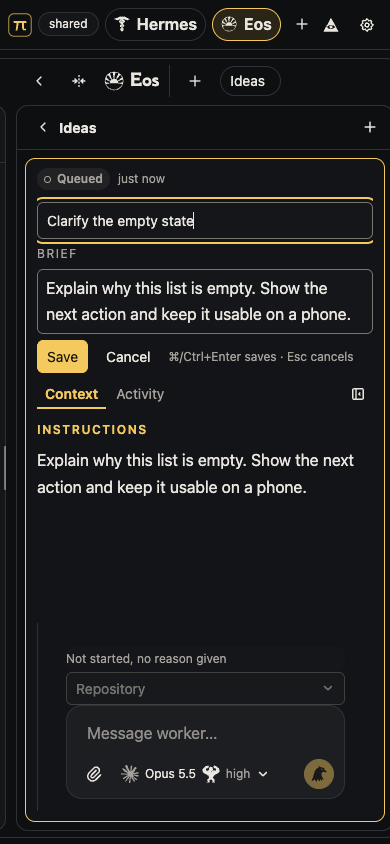 π shared Hermes Eos
Eos Ideas
Ideas
Queued just now
Clarify the empty state
BRIEF
Explain why this list is empty. Show the
next action and keep it usable on a phone.
Save Cancel ⌘/Ctrl+Enter saves · Esc cancels
Context Activity
INSTRUCTIONS
Explain why this list is empty. Show the next
action and keep it usable on a phone.
Not started, no reason given
Repository
Message worker...
Opus 5.5 high